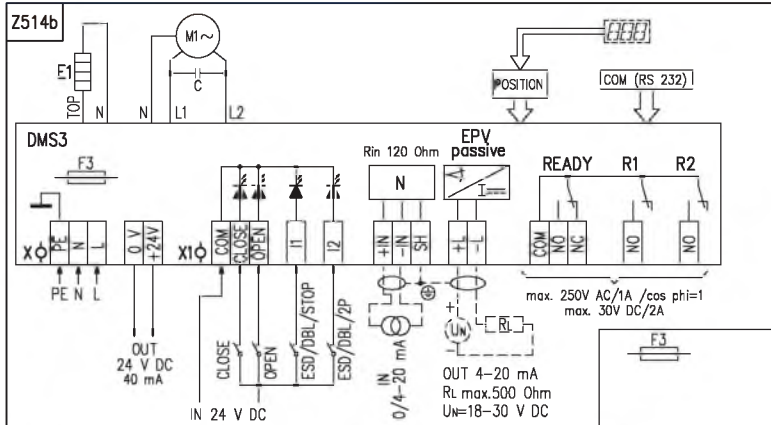 Z514b
M1~
E1
C
TOP
N
N
L1
L2
POSITION
COM (RS 232)
DMS3
F3
Rin 120 Ohm
N
EPV
passive
I
READY
R1
R2
X
PE
N
L
0 V
+24V
X1
COM
CLOSE
OPEN
I1
I2
+IN
-IN
SH
+L
-L
COM
NO
NC
NO
NO
PE N L
OUT
24 V DC
40 mA
CLOSE
OPEN
ESD/DBL/STOP
ESD/DBL/2P
IN 24 V DC
IN
0/4-20 mA
+
UN
-
RL
OUT 4-20 mA
RL max.500 Ohm
UN=18-30 V DC
max. 250V AC/1A /cos phi=1
max. 30V DC/2A
F3